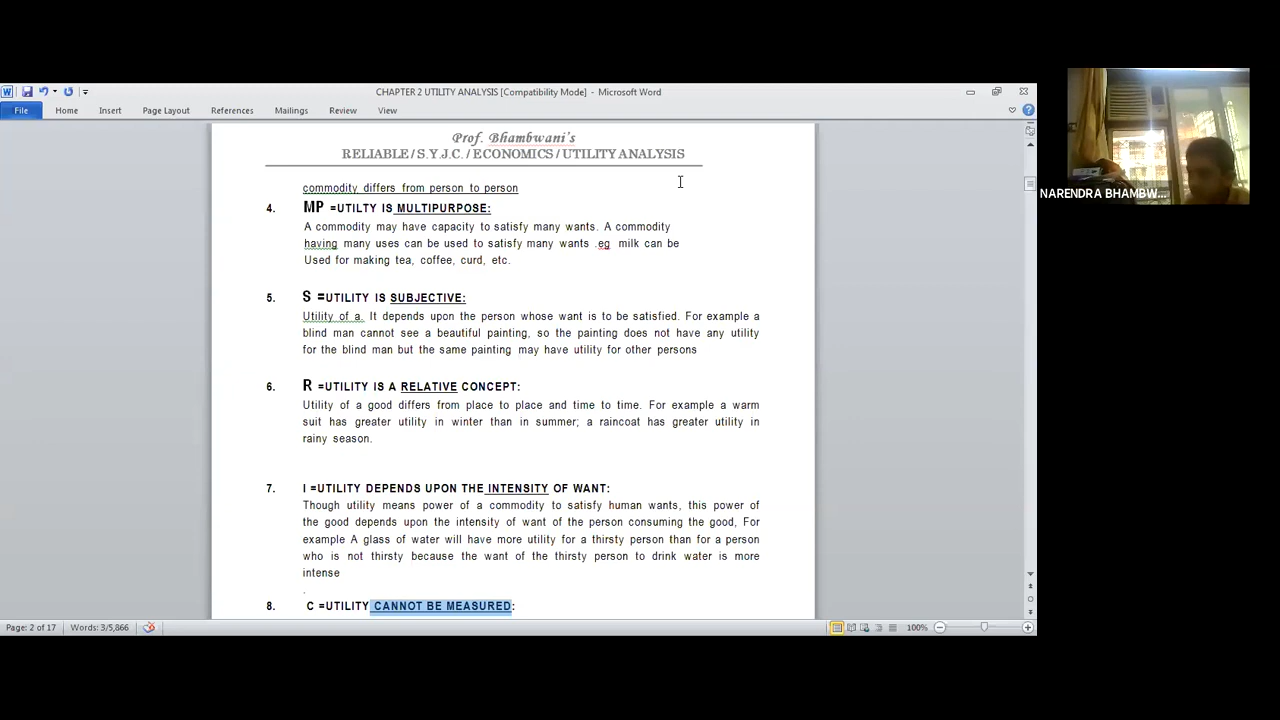 CHAPTER 2 UTILITY ANALYSIS [Compatibility Mode] - Microsoft Word
File Home Insert Page Layout References Mailings Review View
Prof. Bhambwani's
RELIABLE / S.Y.J.C. / ECONOMICS / UTILITY ANALYSIS
commodity differs from person to person
4. MP =UTILTY IS MULTIPURPOSE:
A commodity may have capacity to satisfy many wants. A commodity
having many uses can be used to satisfy many wants .eg milk can be
Used for making tea, coffee, curd, etc.
5. S =UTILITY IS SUBJECTIVE:
Utility of a. It depends upon the person whose want is to be satisfied. For example a
blind man cannot see a beautiful painting, so the painting does not have any utility
for the blind man but the same painting may have utility for other persons
6. R =UTILITY IS A RELATIVE CONCEPT:
Utility of a good differs from place to place and time to time. For example a warm
suit has greater utility in winter than in summer; a raincoat has greater utility in
rainy season.
7. I =UTILITY DEPENDS UPON THE INTENSITY OF WANT:
Though utility means power of a commodity to satisfy human wants, this power of
the good depends upon the intensity of want of the person consuming the good, For
example A glass of water will have more utility for a thirsty person than for a person
who is not thirsty because the want of the thirsty person to drink water is more
intense
.
8. C =UTILITY CANNOT BE MEASURED:
Page: 2 of 17 Words: 3/5,866 100%
NARENDRA BHAMBW...